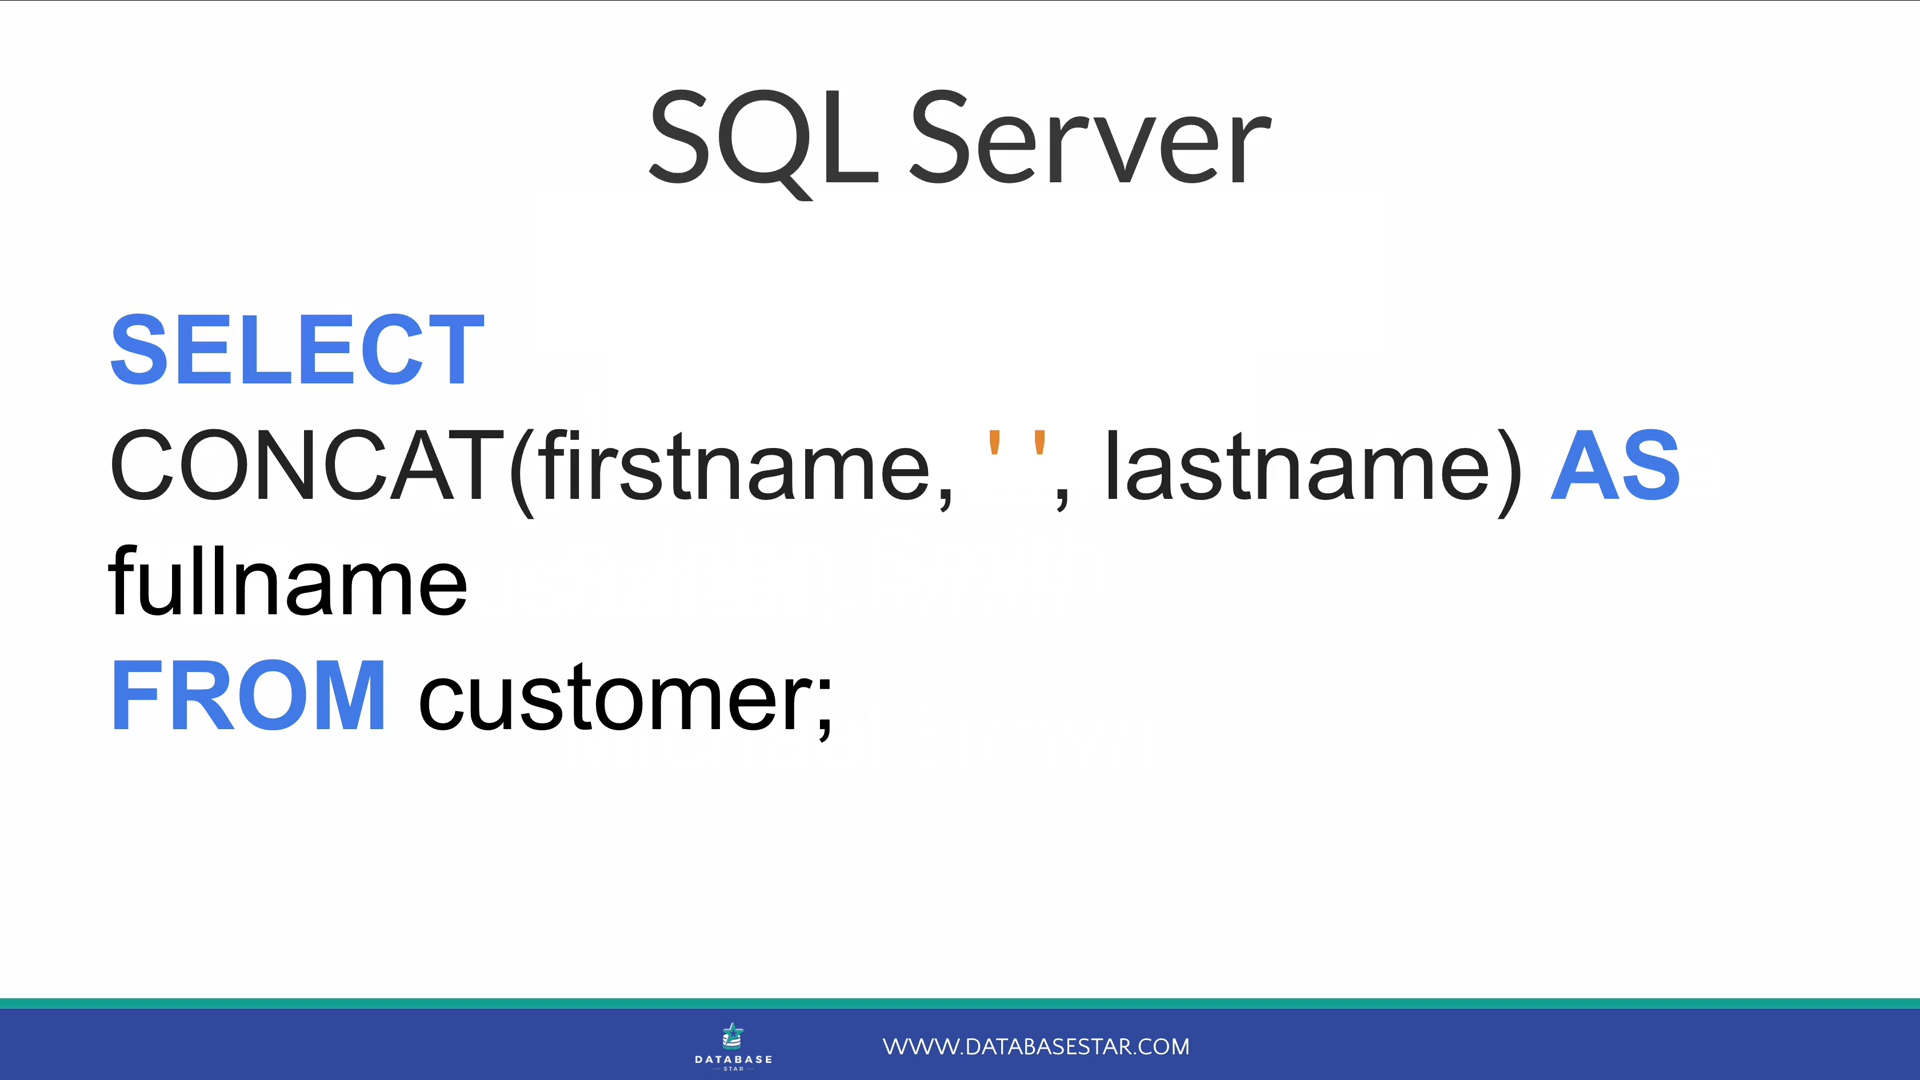 SQL Server
SELECT
CONCAT(firstname, ' ', lastname) AS
fullname
FROM customer;
DATABASE
STAR
WWW.DATABASESTAR.COM